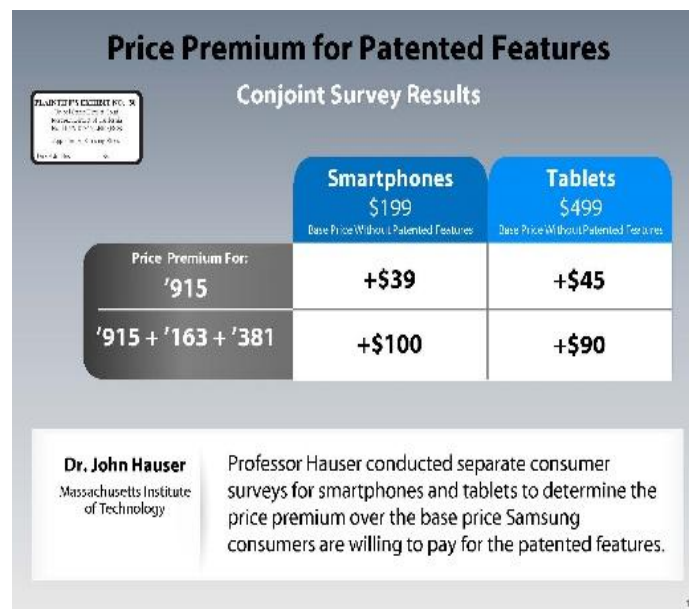 Price Premium for Patented Features
Conjoint Survey Results
PLAINTIFF'S EXHIBIT NO.
Smartphones
$199
Base Price Without Patented Features
Tablets
$499
Base Price Without Patented Features
Price Premium For:
'915
+$39
+$45
'915 + '163 + '381
+$100
+$90
Dr. John Hauser
Massachusetts Institute
of Technology
Professor Hauser conducted separate consumer
surveys for smartphones and tablets to determine the
price premium over the base price Samsung
consumers are willing to pay for the patented features.